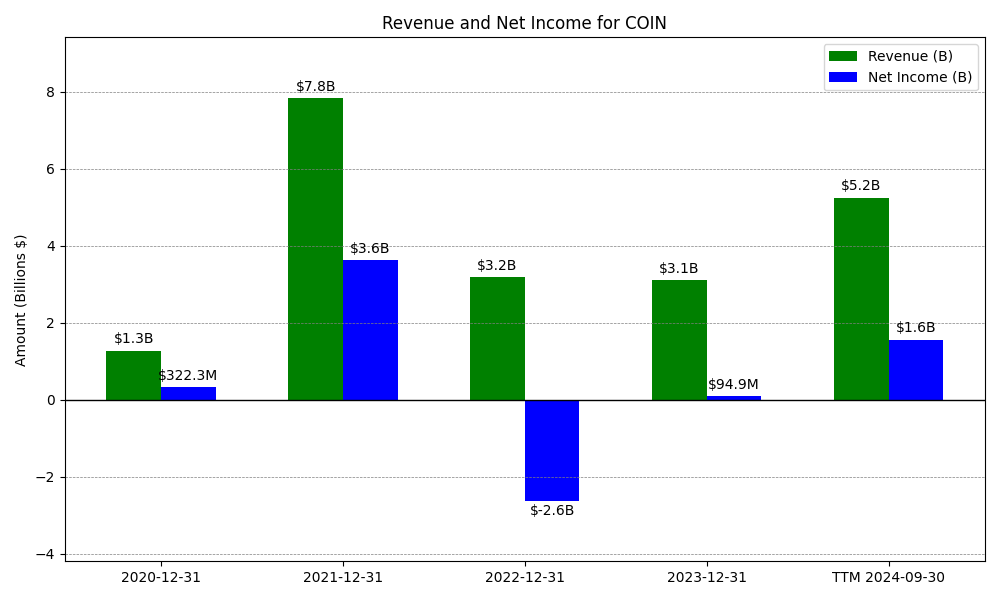 Revenue and Net Income for COIN
Revenue (B)
Net Income (B)
Amount (Billions $)
8
6
4
2
0
−2
−4
$1.3B
$322.3M
$7.8B
$3.6B
$3.2B
$-2.6B
$3.1B
$94.9M
$5.2B
$1.6B
2020-12-31
2021-12-31
2022-12-31
2023-12-31
TTM 2024-09-30